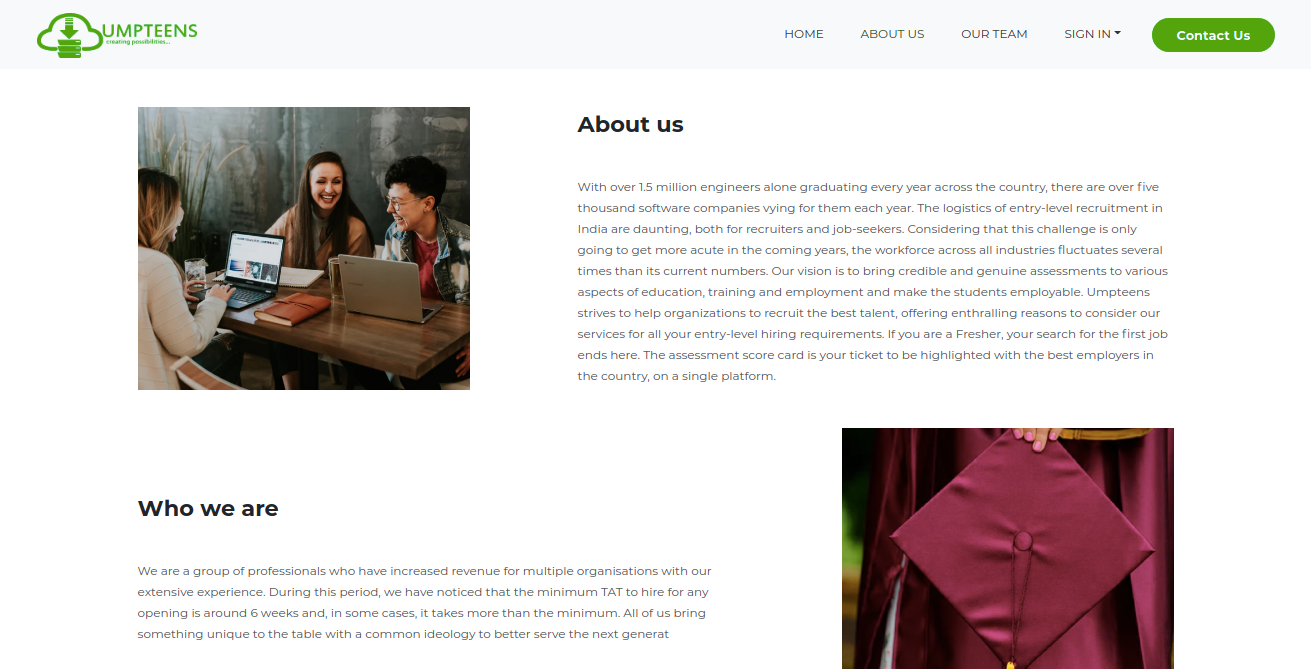 UMPTEENS
creating possibilities...
HOME
ABOUT US
OUR TEAM
SIGN IN
Contact Us
About us
With over 1.5 million engineers alone graduating every year across the country, there are over five
thousand software companies vying for them each year. The logistics of entry-level recruitment in
India are daunting, both for recruiters and job-seekers. Considering that this challenge is only
going to get more acute in the coming years, the workforce across all industries fluctuates several
times than its current numbers. Our vision is to bring credible and genuine assessments to various
aspects of education, training and employment and make the students employable. Umpteens
strives to help organizations to recruit the best talent, offering enthralling reasons to consider our
services for all your entry-level hiring requirements. If you are a Fresher, your search for the first job
ends here. The assessment score card is your ticket to be highlighted with the best employers in
the country, on a single platform.
Who we are
We are a group of professionals who have increased revenue for multiple organisations with our
extensive experience. During this period, we have noticed that the minimum TAT to hire for any
opening is around 6 weeks and, in some cases, it takes more than the minimum. All of us bring
something unique to the table with a common ideology to better serve the next generat